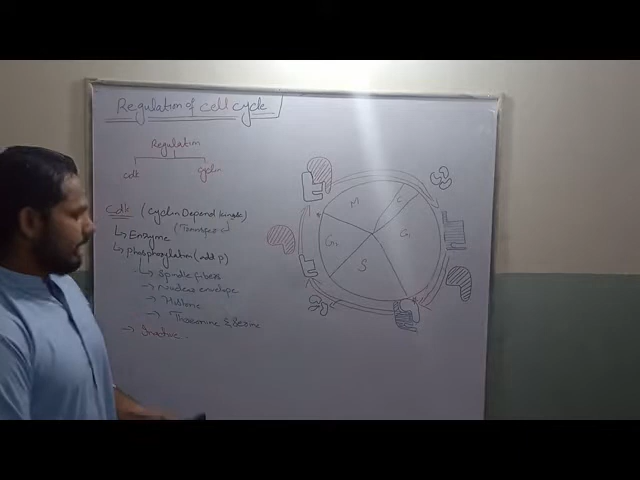 Regulation of cell cycle
Regulation
cdk cyclin
Cdk (Cyclin Depend kinase)
↳ Enzyme
↳ Phosphorylation (add P)
↳ Spindle fibers
→ nucleus envelope
→ Histone
→ Threonine & Serine
→ Inactive.
M
C
G₁
S
G₂